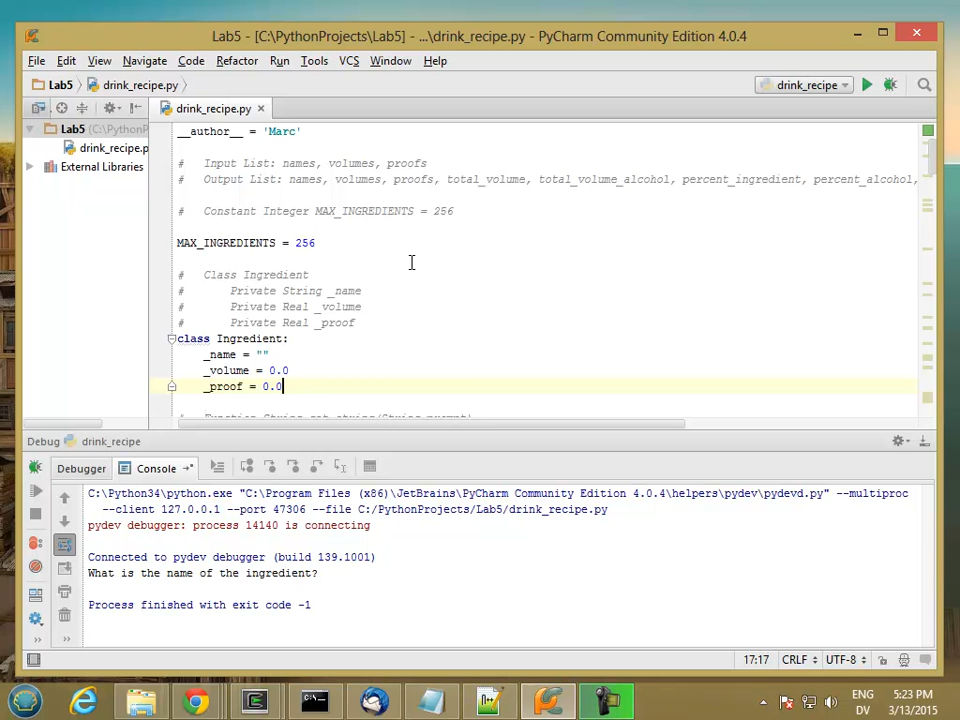 Lab5 - [C:\PythonProjects\Lab5] - ...\drink_recipe.py - PyCharm Community Edition 4.0.4
File Edit View Navigate Code Refactor Run Tools VCS Window Help
Lab5 drink_recipe.py drink_recipe
drink_recipe.py
Lab5 (C:\PythonP
drink_recipe.p
External Libraries
__author__ = 'Marc'
# Input List: names, volumes, proofs
# Output List: names, volumes, proofs, total_volume, total_volume_alcohol, percent_ingredient, percent_alcohol,
# Constant Integer MAX_INGREDIENTS = 256
MAX_INGREDIENTS = 256
# Class Ingredient
# Private String _name
# Private Real _volume
# Private Real _proof
class Ingredient:
_name = ""
_volume = 0.0
_proof = 0.0
# Function String get_string(String prompt)
Debug drink_recipe
Debugger Console
C:\Python34\python.exe "C:\Program Files (x86)\JetBrains\PyCharm Community Edition 4.0.4\helpers\pydev\pydevd.py" --multiproc
--client 127.0.0.1 --port 47306 --file C:/PythonProjects/Lab5/drink_recipe.py
pydev debugger: process 14140 is connecting
Connected to pydev debugger (build 139.1001)
What is the name of the ingredient?
Process finished with exit code -1
17:17 CRLF UTF-8
ENG 5:23 PM
DV 3/13/2015